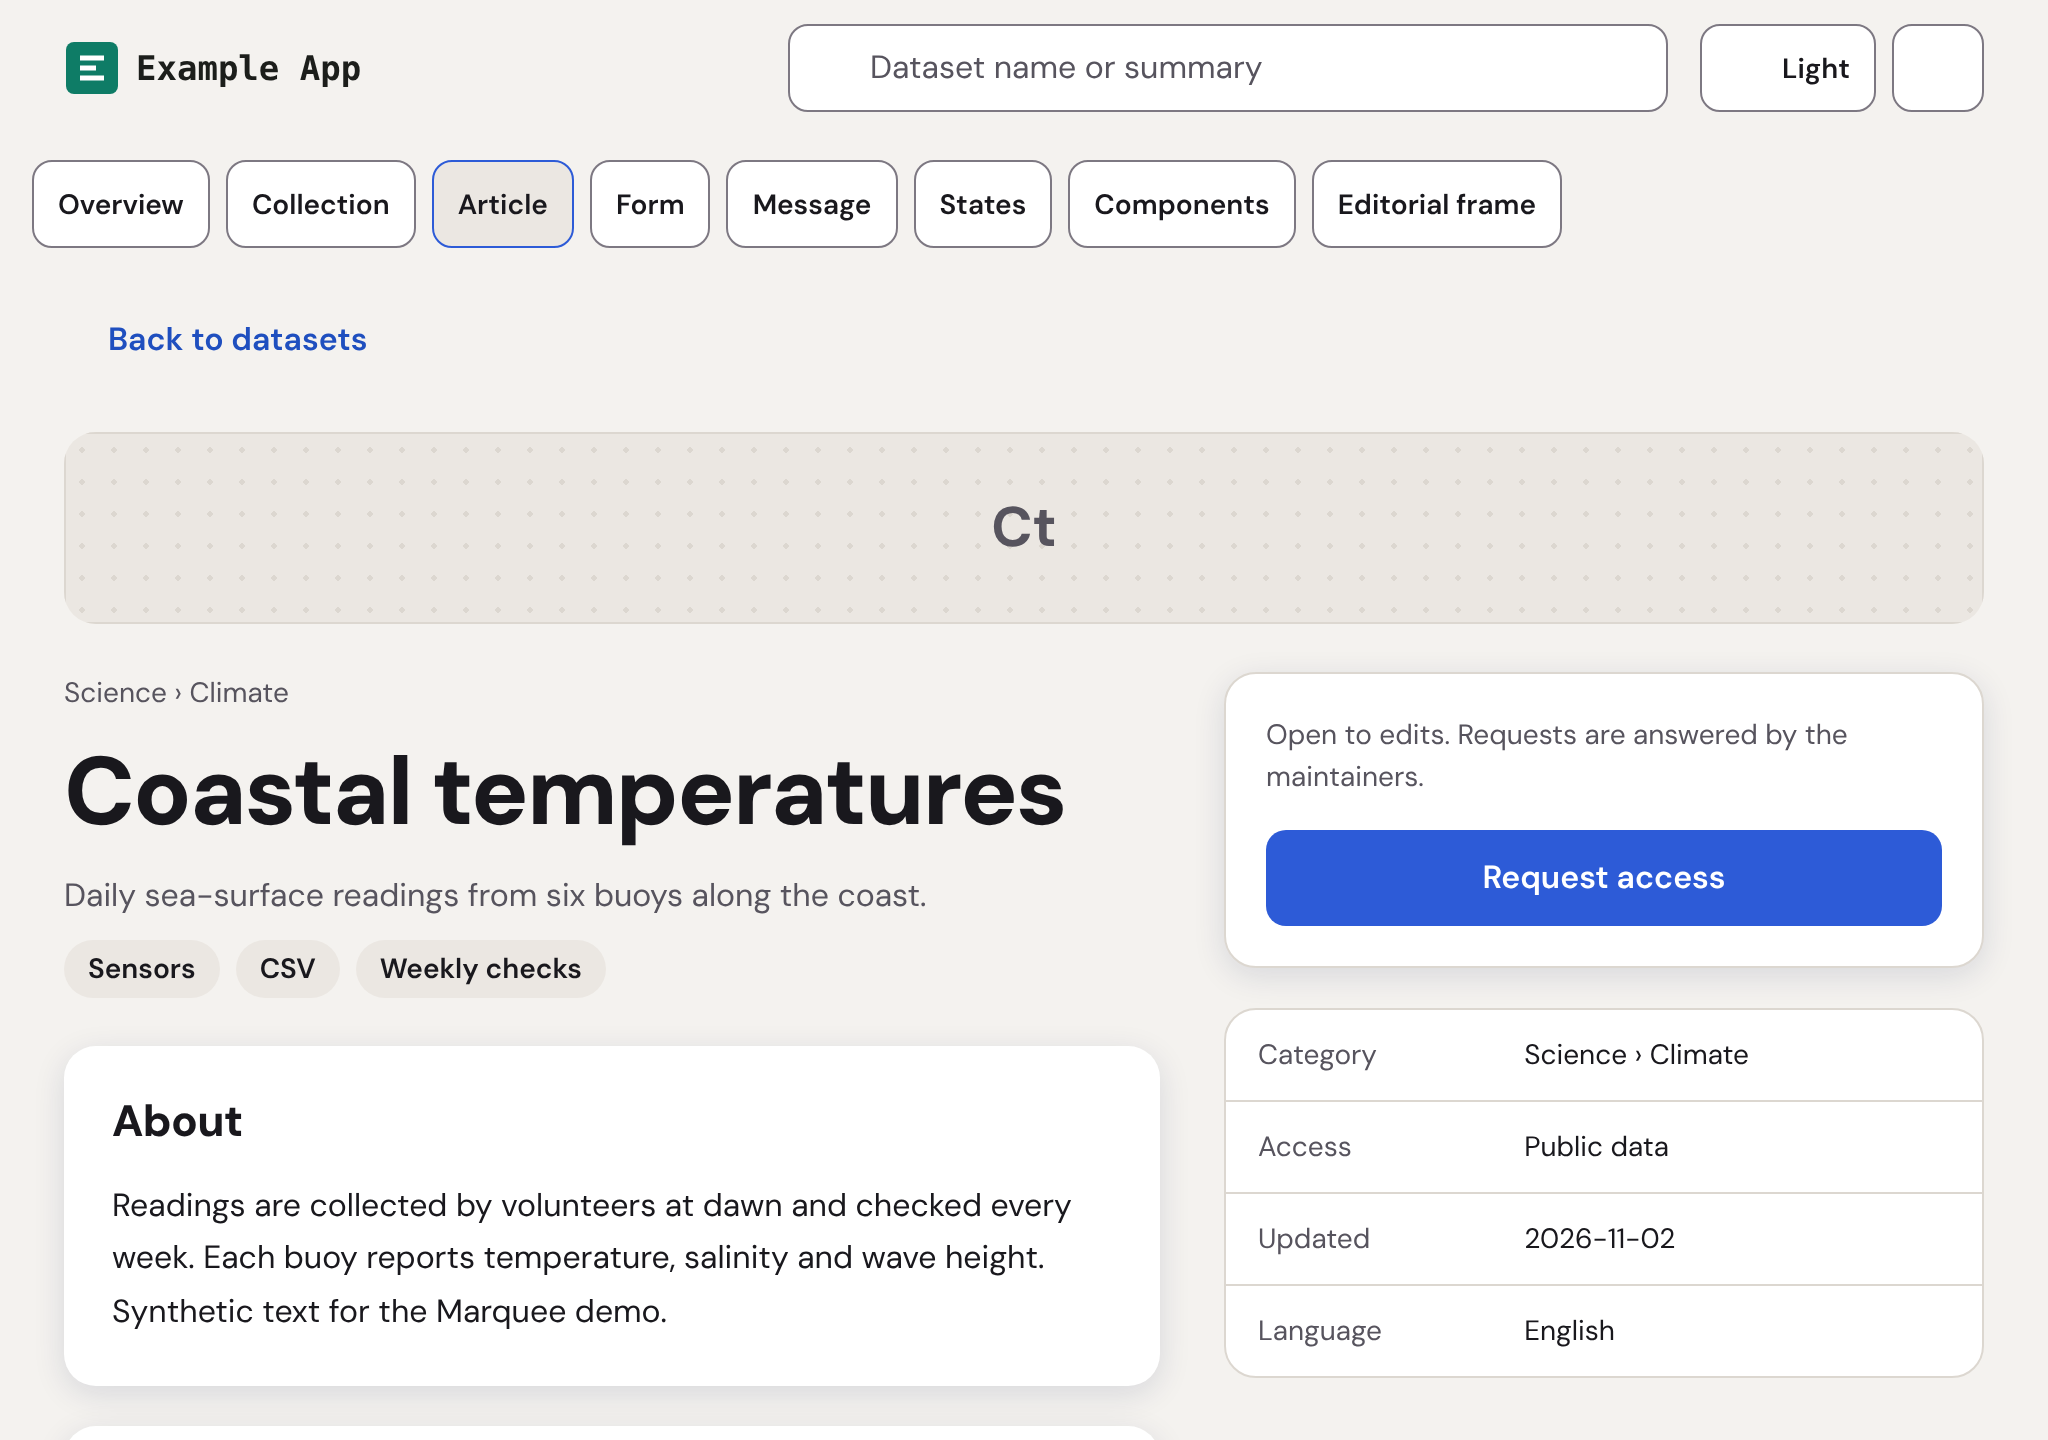 Example App
Dataset name or summary
Light
Overview
Collection
Article
Form
Message
States
Components
Editorial frame
Back to datasets
Ct
Science › Climate
Coastal temperatures
Daily sea-surface readings from six buoys along the coast.
Sensors
CSV
Weekly checks
About
Readings are collected by volunteers at dawn and checked every
week. Each buoy reports temperature, salinity and wave height.
Synthetic text for the Marquee demo.
Open to edits. Requests are answered by the
maintainers.
Request access
Category Science › Climate
Access Public data
Updated 2026-11-02
Language English